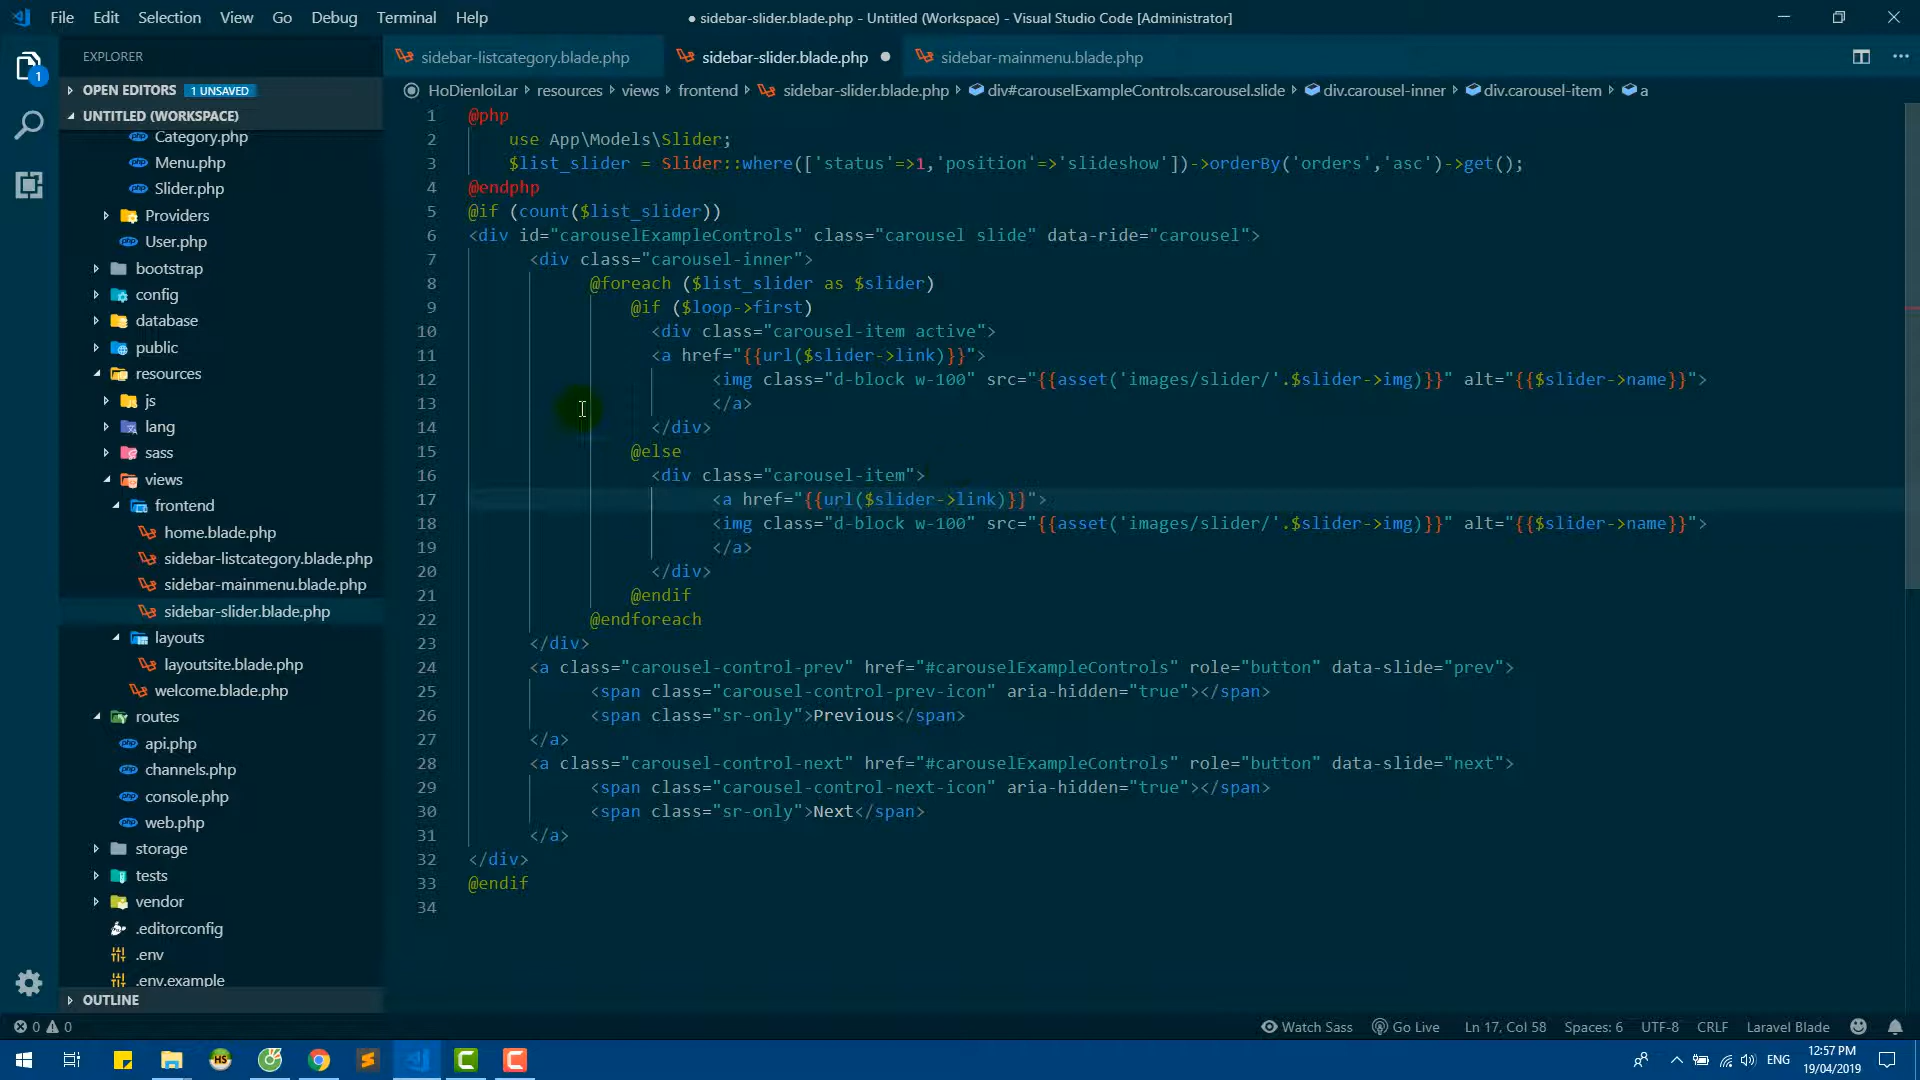 File Edit Selection View Go Debug Terminal Help
● sidebar-slider.blade.php - Untitled (Workspace) - Visual Studio Code [Administrator]
EXPLORER
sidebar-listcategory.blade.php
sidebar-slider.blade.php
sidebar-mainmenu.blade.php
1
OPEN EDITORS 1 UNSAVED
UNTITLED (WORKSPACE)
Category.php
Menu.php
Slider.php
Providers
User.php
bootstrap
config
database
public
resources
js
lang
sass
views
frontend
home.blade.php
sidebar-listcategory.blade.php
sidebar-mainmenu.blade.php
sidebar-slider.blade.php
layouts
layoutsite.blade.php
welcome.blade.php
routes
api.php
channels.php
console.php
web.php
storage
tests
vendor
.editorconfig
.env
.env.example
OUTLINE
HoDienloiLar › resources › views › frontend › sidebar-slider.blade.php › div#carouselExampleControls.carousel.slide › div.carousel-inner › div.carousel-item › a
1 @php
2 use App\Models\Slider;
3 $list_slider = Slider::where(['status'=>1,'position'=>'slideshow'])->orderBy('orders','asc')->get();
4 @endphp
5 @if (count($list_slider))
6 <div id="carouselExampleControls" class="carousel slide" data-ride="carousel">
7 <div class="carousel-inner">
8 @foreach ($list_slider as $slider)
9 @if ($loop->first)
10 <div class="carousel-item active">
11 <a href="{{url($slider->link)}}">
12 <img class="d-block w-100" src="{{asset('images/slider/'.$slider->img)}}" alt="{{$slider->name}}">
13 </a>
14 </div>
15 @else
16 <div class="carousel-item">
17 <a href="{{url($slider->link)}}">
18 <img class="d-block w-100" src="{{asset('images/slider/'.$slider->img)}}" alt="{{$slider->name}}">
19 </a>
20 </div>
21 @endif
22 @endforeach
23 </div>
24 <a class="carousel-control-prev" href="#carouselExampleControls" role="button" data-slide="prev">
25 <span class="carousel-control-prev-icon" aria-hidden="true"></span>
26 <span class="sr-only">Previous</span>
27 </a>
28 <a class="carousel-control-next" href="#carouselExampleControls" role="button" data-slide="next">
29 <span class="carousel-control-next-icon" aria-hidden="true"></span>
30 <span class="sr-only">Next</span>
31 </a>
32 </div>
33 @endif
34
0 0 Watch Sass Go Live Ln 17, Col 58 Spaces: 6 UTF-8 CRLF Laravel Blade
HS
ENG
12:57 PM
19/04/2019